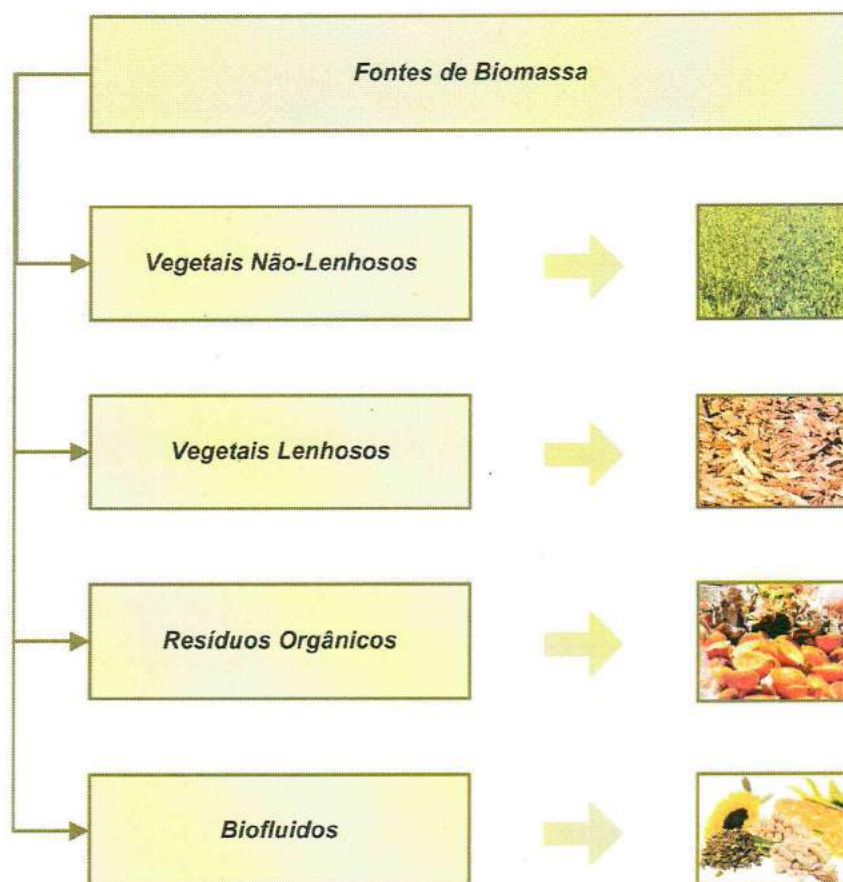 Fontes de Biomassa
Vegetais Não-Lenhosos
Vegetais Lenhosos
Resíduos Orgânicos
Biofluidos